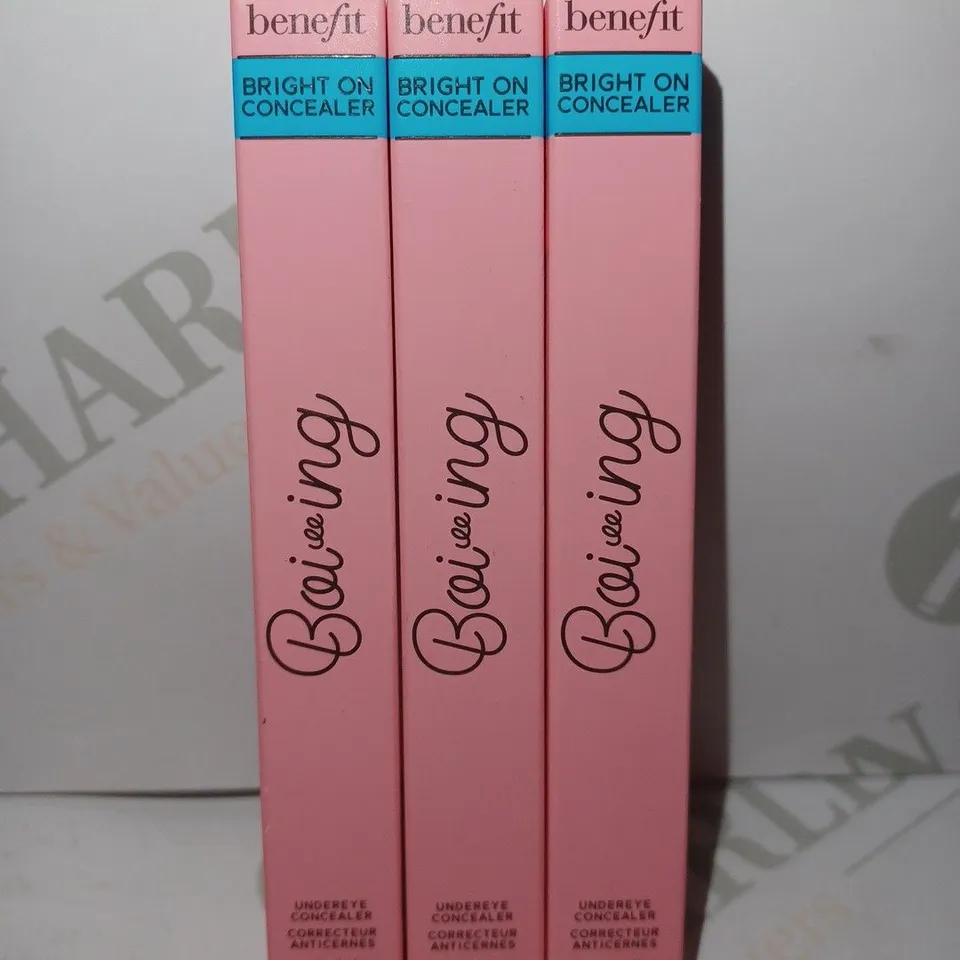 benefit
BRIGHT ON
CONCEALER
Boi-ing
UNDEREYE
CONCEALER
CORRECTEUR
ANTICERNES
benefit
BRIGHT ON
CONCEALER
Boi-ing
UNDEREYE
CONCEALER
CORRECTEUR
ANTICERNES
benefit
BRIGHT ON
CONCEALER
Boi-ing
UNDEREYE
CONCEALER
CORRECTEUR
ANTICERNES